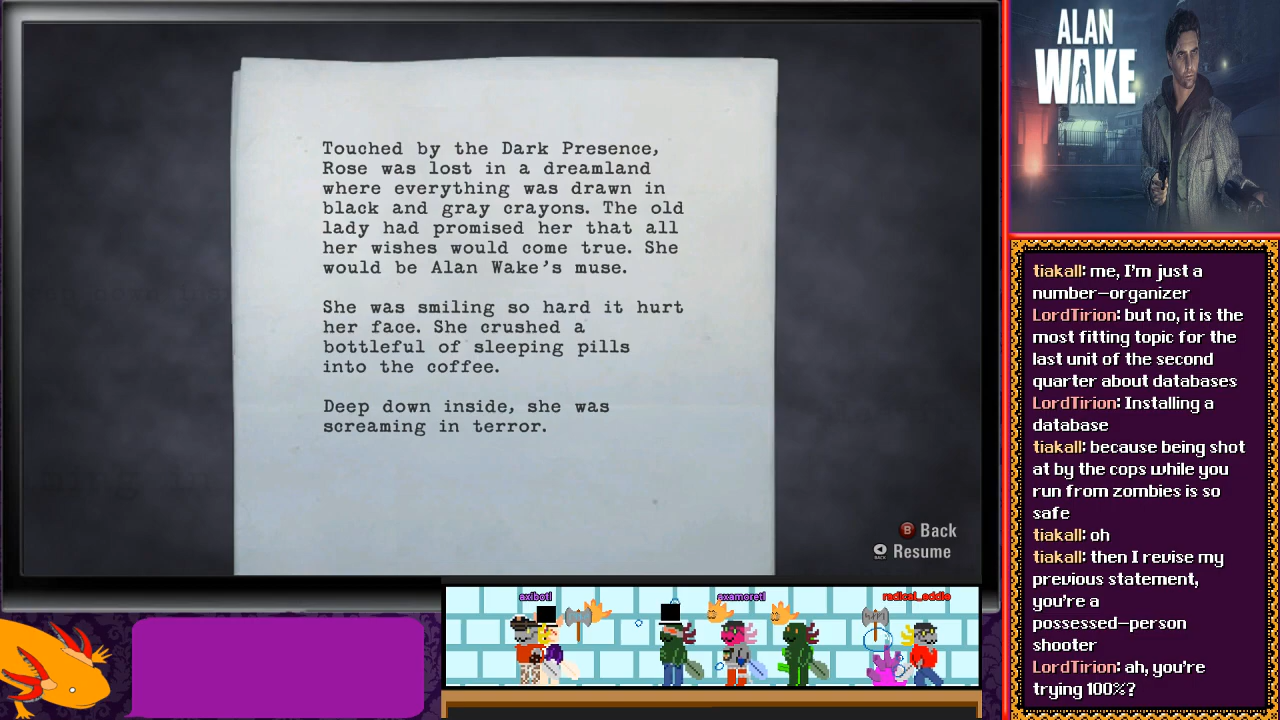 Touched by the Dark Presence,
Rose was lost in a dreamland
where everything was drawn in
black and gray crayons. The old
lady had promised her that all
her wishes would come true. She
would be Alan Wake's muse.
She was smiling so hard it hurt
her face. She crushed a
bottleful of sleeping pills
into the coffee.
Deep down inside, she was
screaming in terror.
B Back
BACK Resume
ALAN
WAKE
tiakall: me, I'm just a
number-organizer
LordTirion: but no, it is the
most fitting topic for the
last unit of the second
quarter about databases
LordTirion: Installing a
database
tiakall: because being shot
at by the cops while you
run from zombies is so
safe
tiakall: oh
tiakall: then I revise my
previous statement,
you're a
possessed-person
shooter
LordTirion: ah, you're
trying 100%?
axibotl
examoretl
radical_eddie